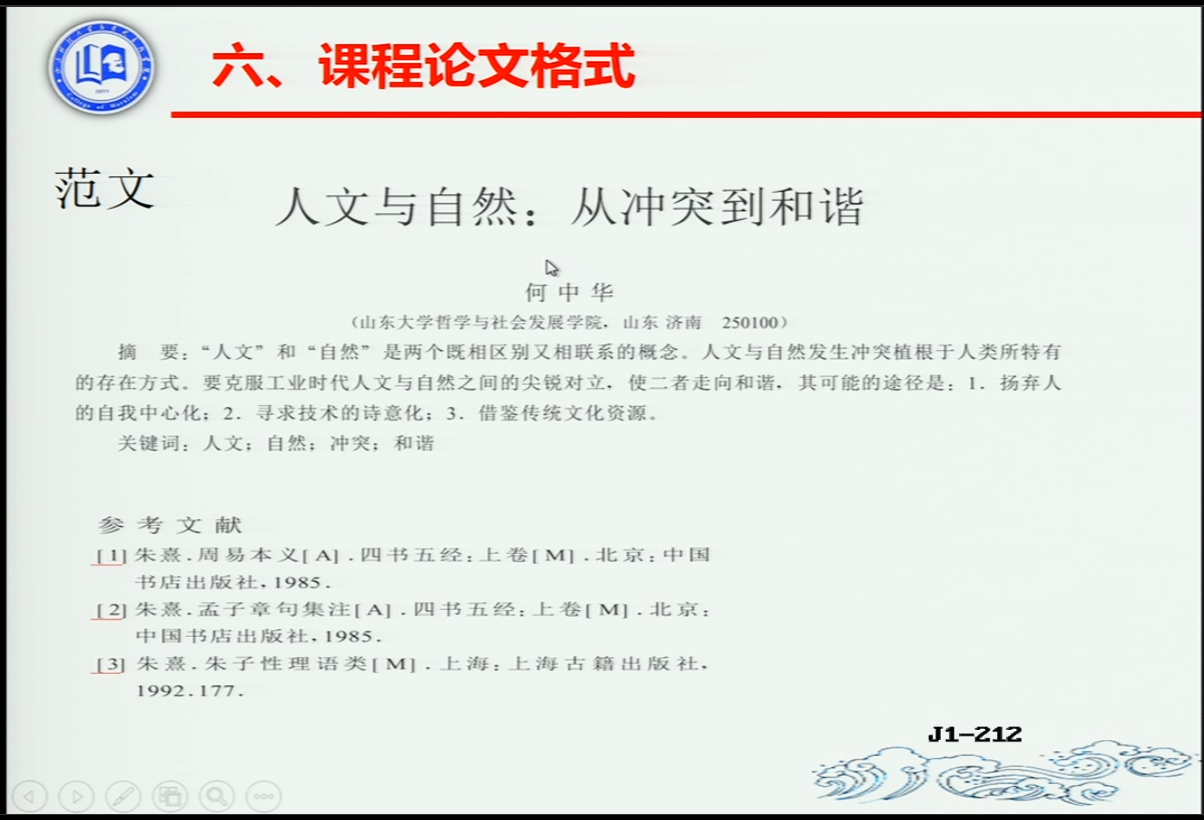 六、课程论文格式
范文
人文与自然：从冲突到和谐
何中华
（山东大学哲学与社会发展学院，山东 济南 250100）
摘 要：“人文”和“自然”是两个既相区别又相联系的概念。人文与自然发生冲突植根于人类所特有
的存在方式。要克服工业时代人文与自然之间的尖锐对立，使二者走向和谐，其可能的途径是：1．扬弃人
的自我中心化；2．寻求技术的诗意化；3．借鉴传统文化资源。
关键词：人文；自然；冲突；和谐
参考文献
[1] 朱熹.周易本义[A].四书五经:上卷[M].北京:中国
书店出版社,1985.
[2] 朱熹.孟子章句集注[A].四书五经:上卷[M].北京:
中国书店出版社,1985.
[3] 朱熹.朱子性理语类[M].上海:上海古籍出版社,
1992.177.
J1-212
2011
College of Marxism